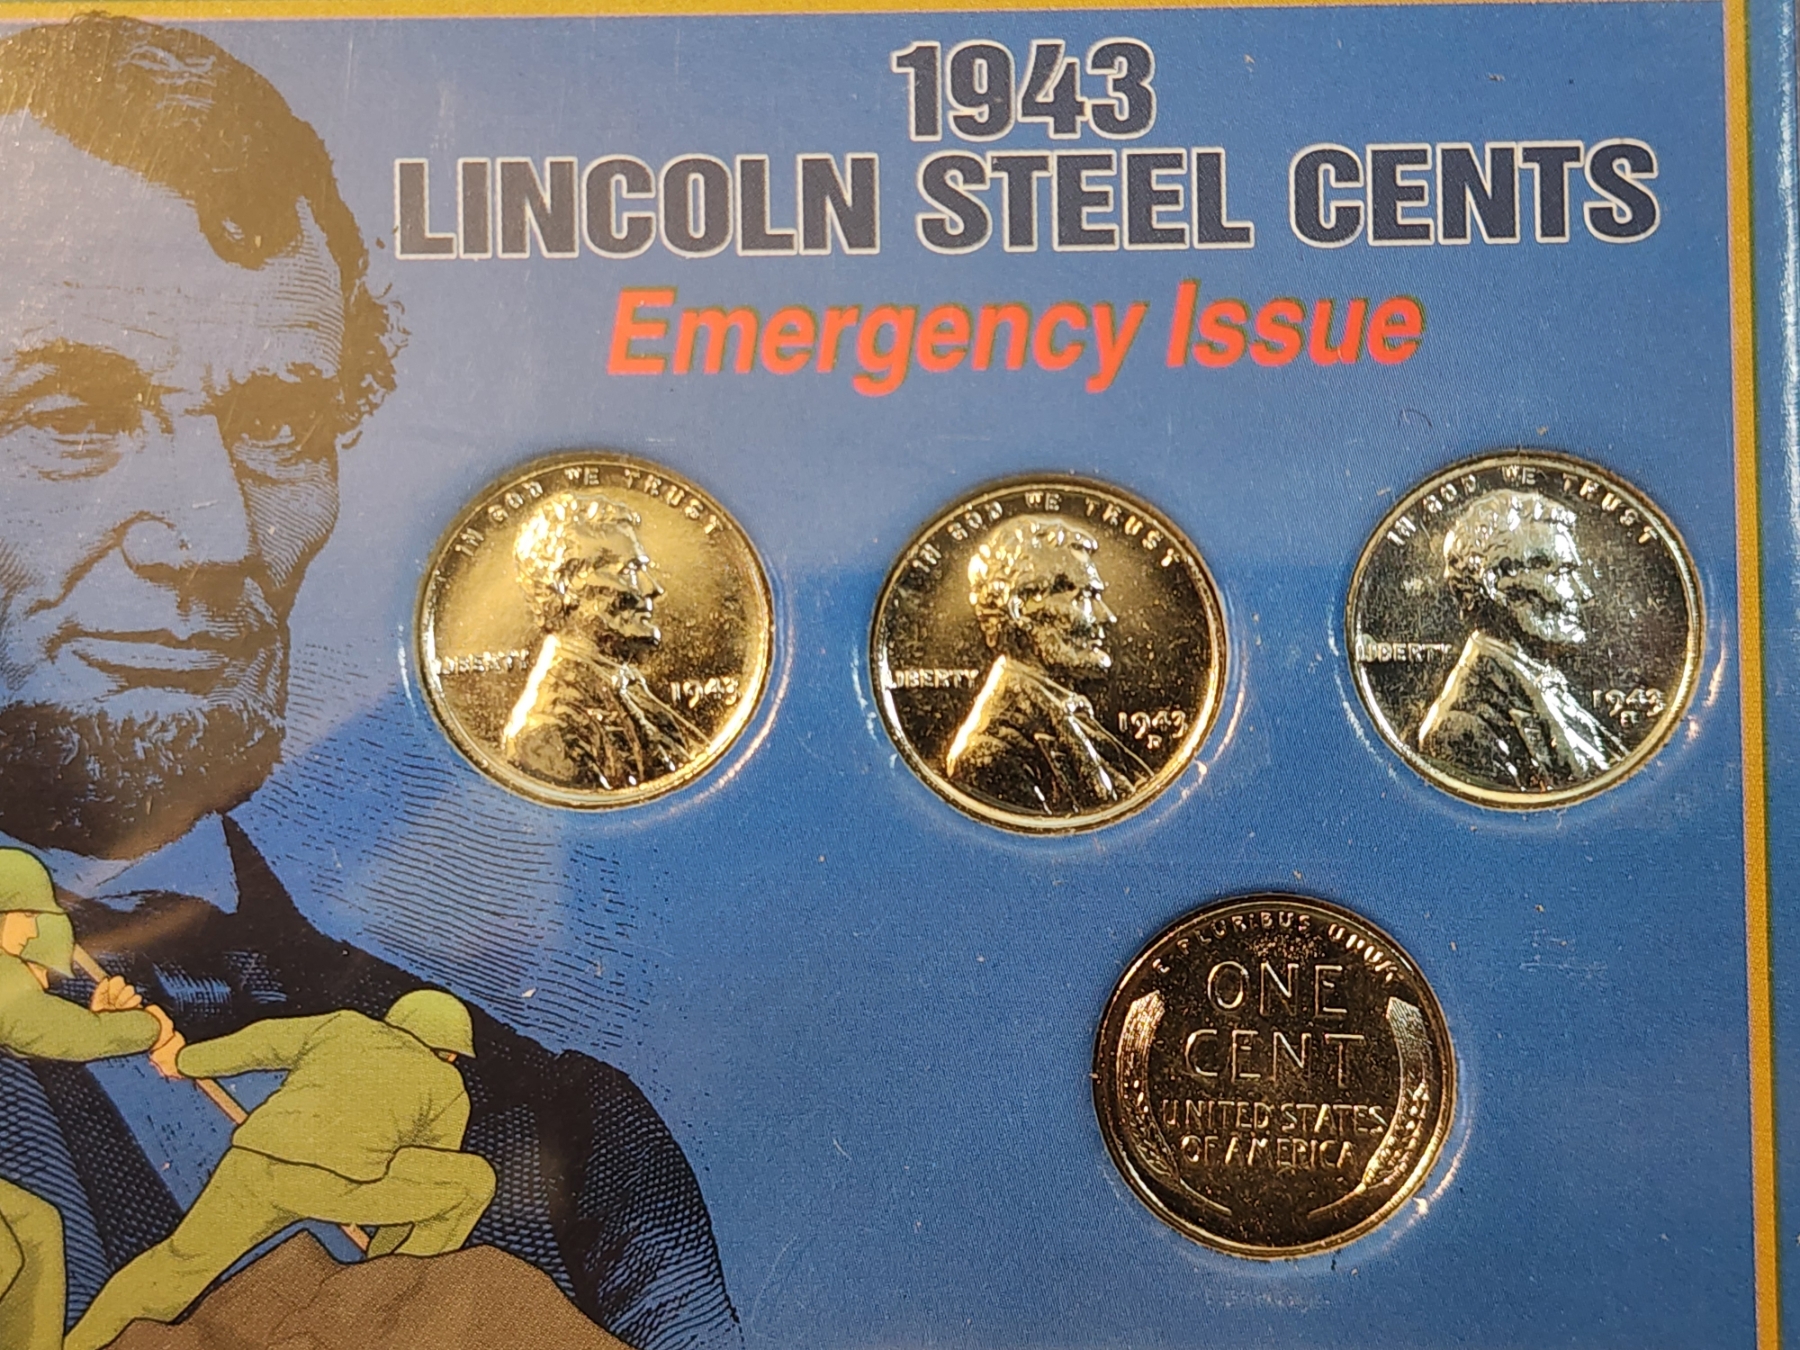 1943
LINCOLN STEEL CENTS
Emergency Issue
IN GOD WE TRUST
LIBERTY
1943
IN GOD WE TRUST
LIBERTY
1943
IN GOD WE TRUST
LIBERTY
1943
E PLURIBUS UNUM
ONE
CENT
UNITED STATES
OF AMERICA